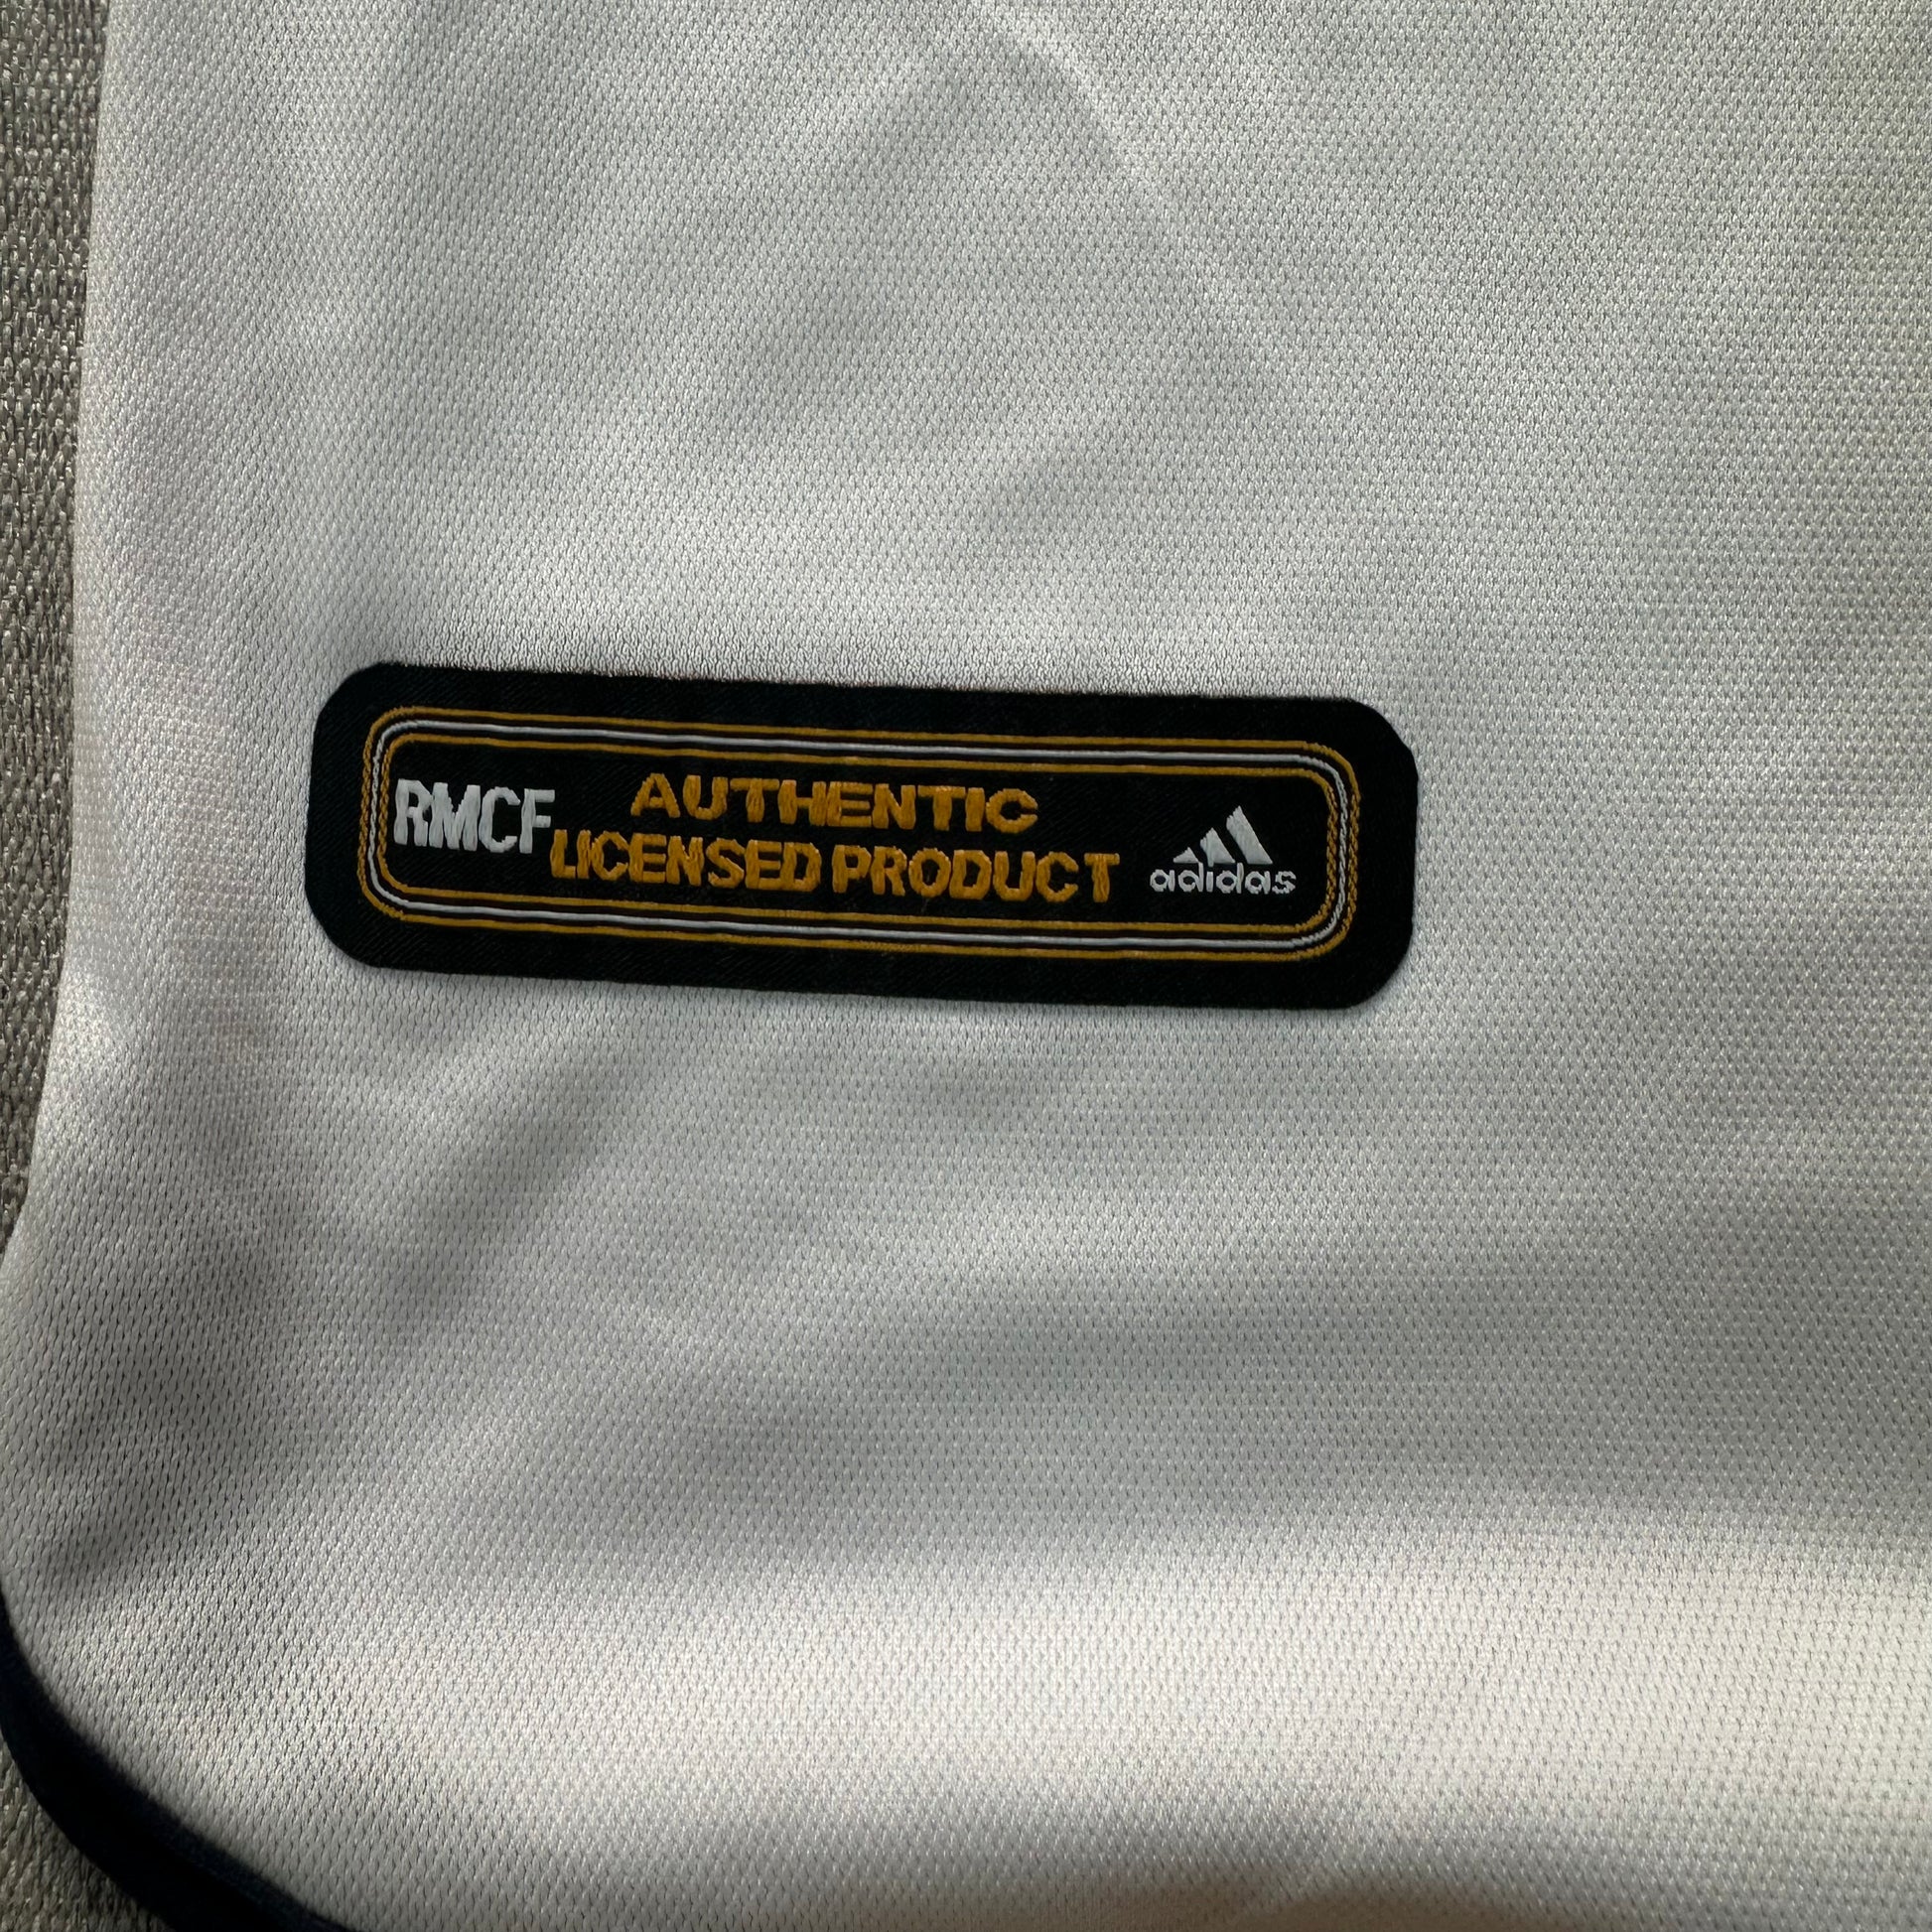 RMCF
AUTHENTIC
LICENSED PRODUCT
adidas